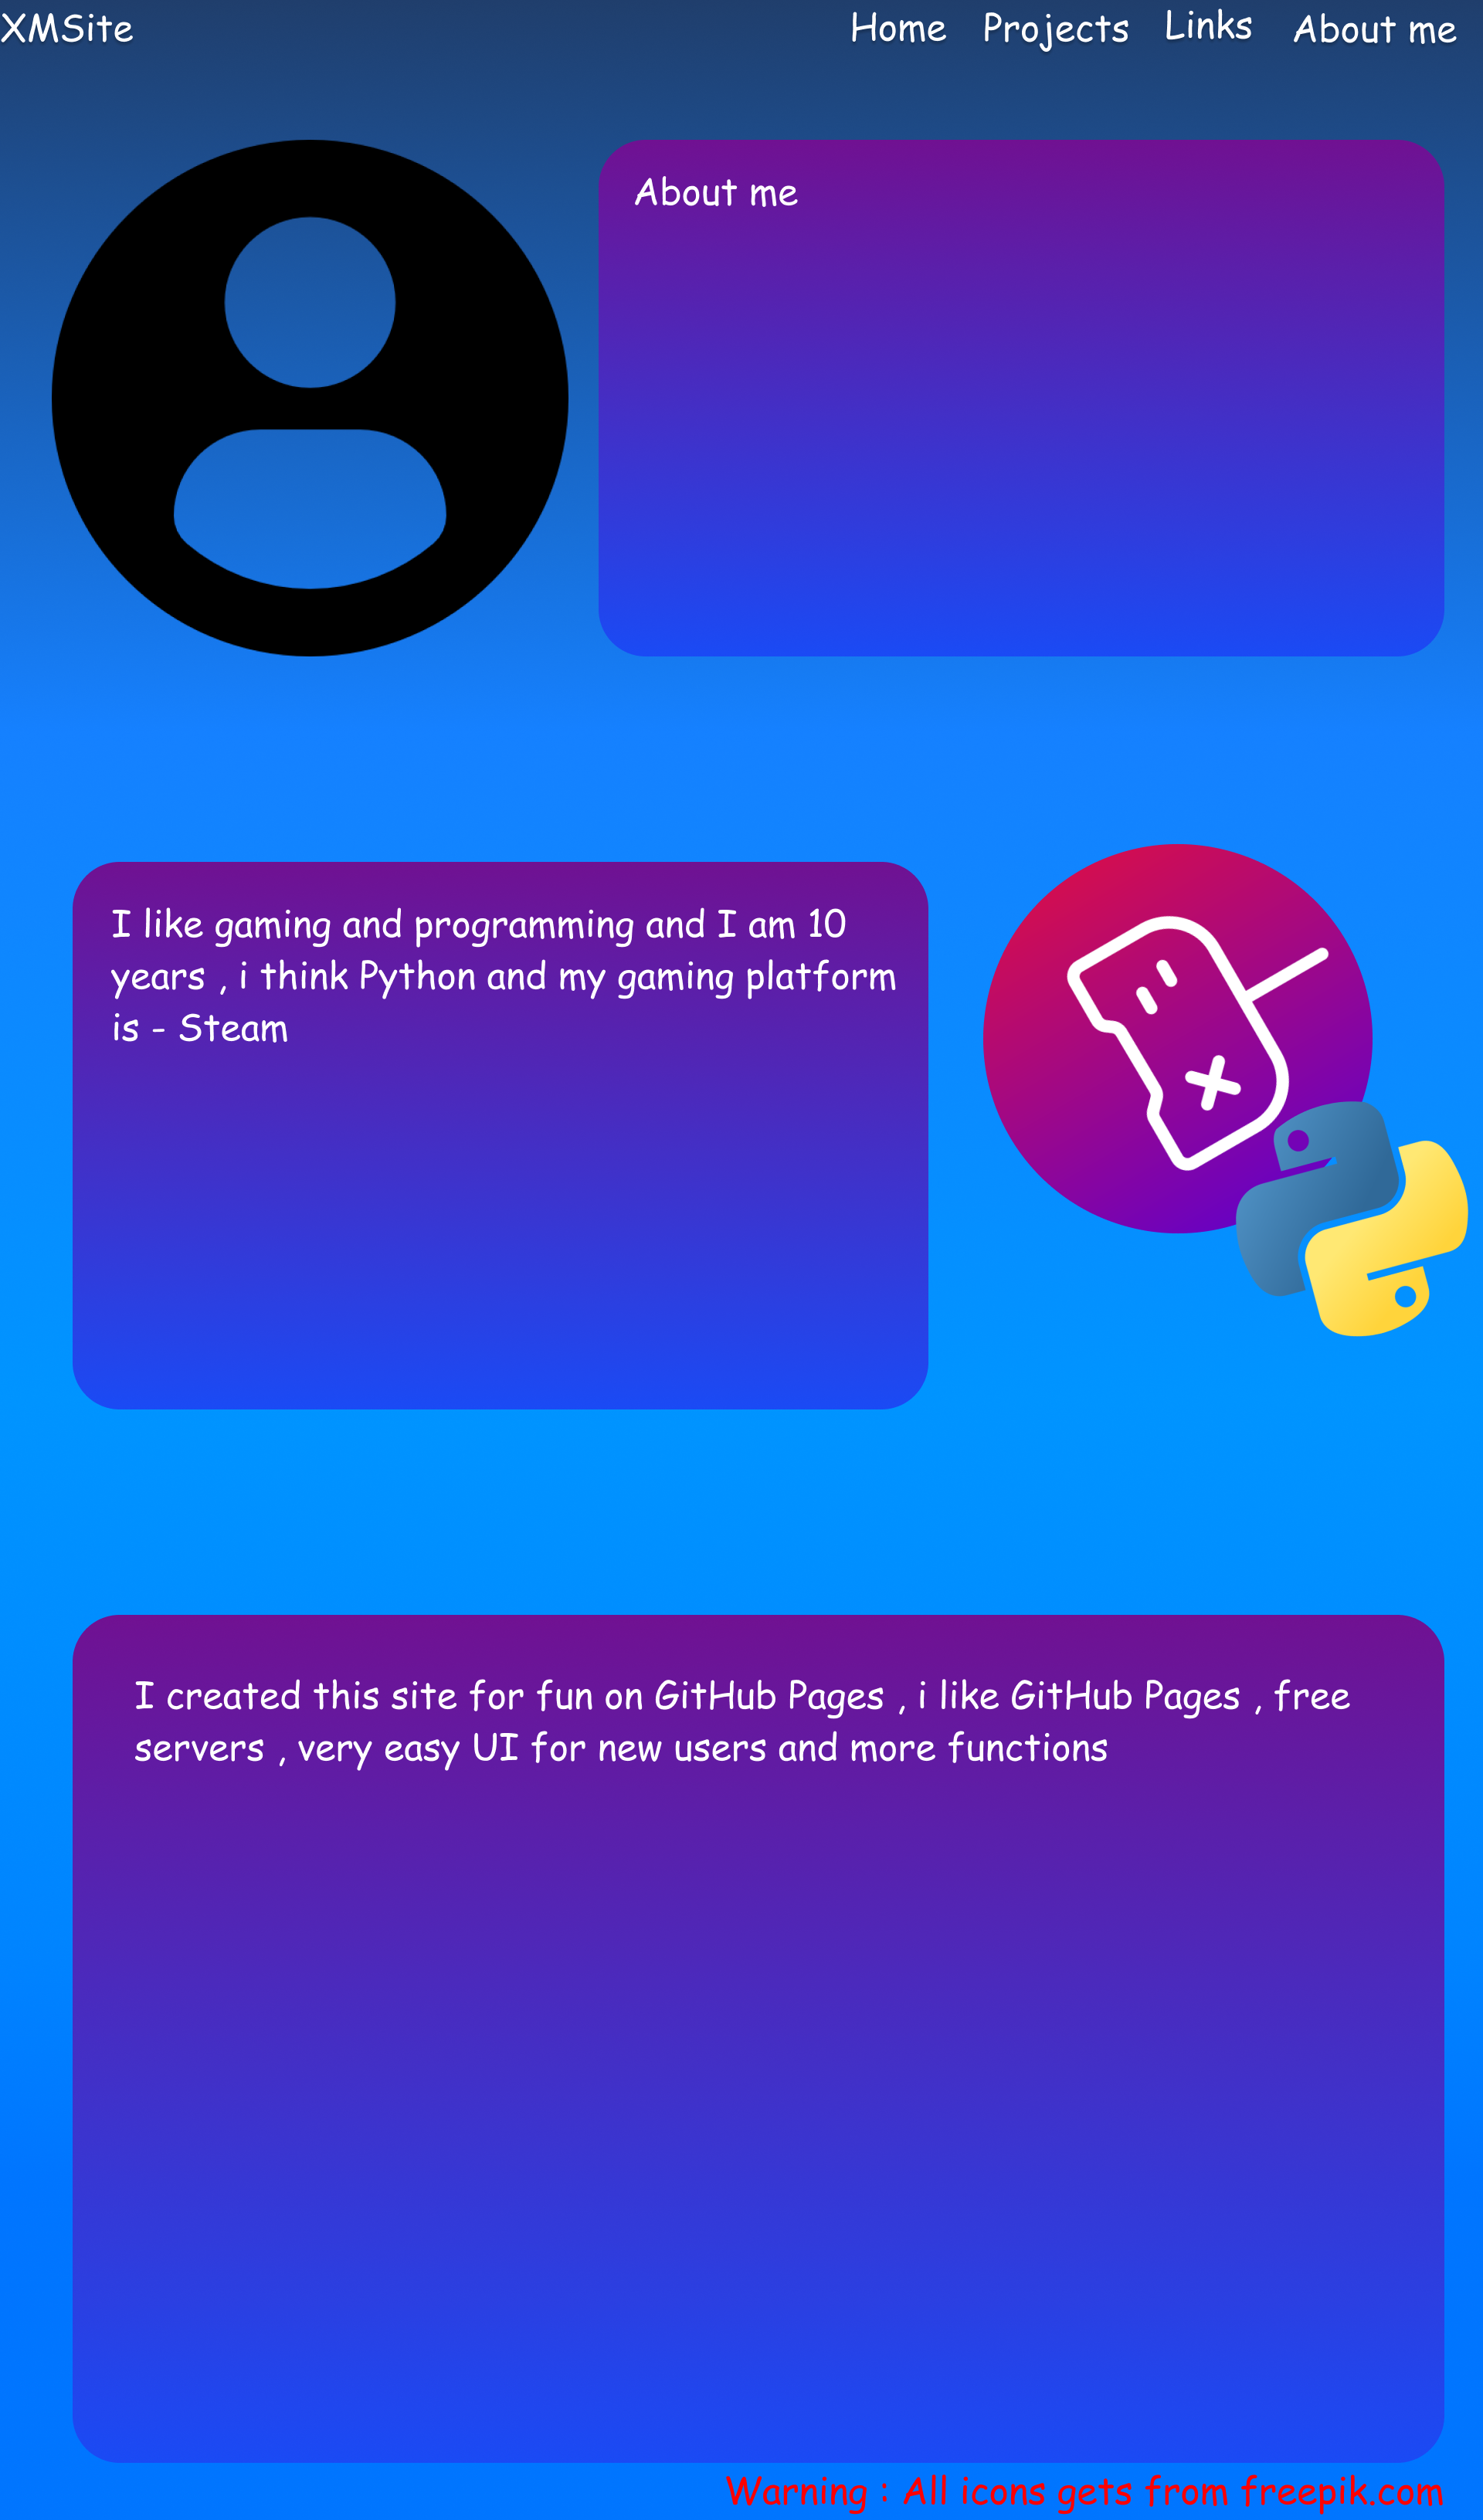 XMSite
Home Projects Links About me
About me
I like gaming and programming and I am 10
years , i think Python and my gaming platform
is - Steam
I created this site for fun on GitHub Pages , i like GitHub Pages , free
servers , very easy UI for new users and more functions
Warning : All icons gets from freepik.com